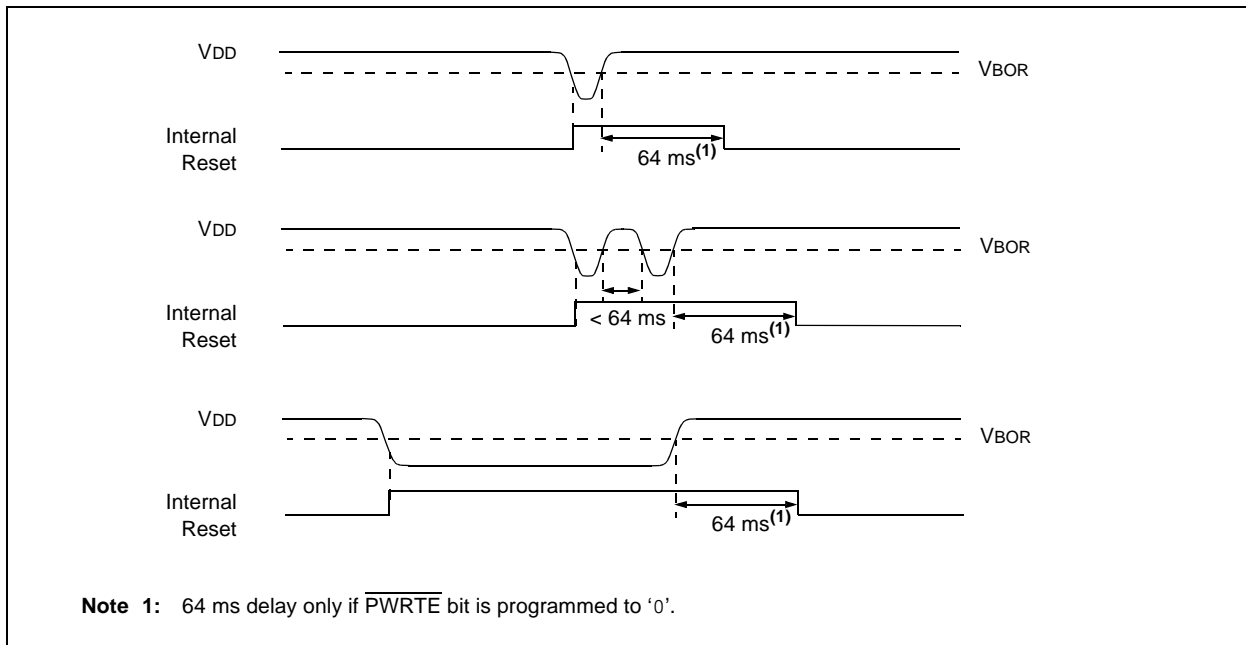 VDD
VBOR
Internal
Reset
64 ms(1)
VDD
VBOR
Internal
Reset
< 64 ms
64 ms(1)
VDD
VBOR
Internal
Reset
64 ms(1)
Note 1: 64 ms delay only if PWRTE bit is programmed to ‘0’.